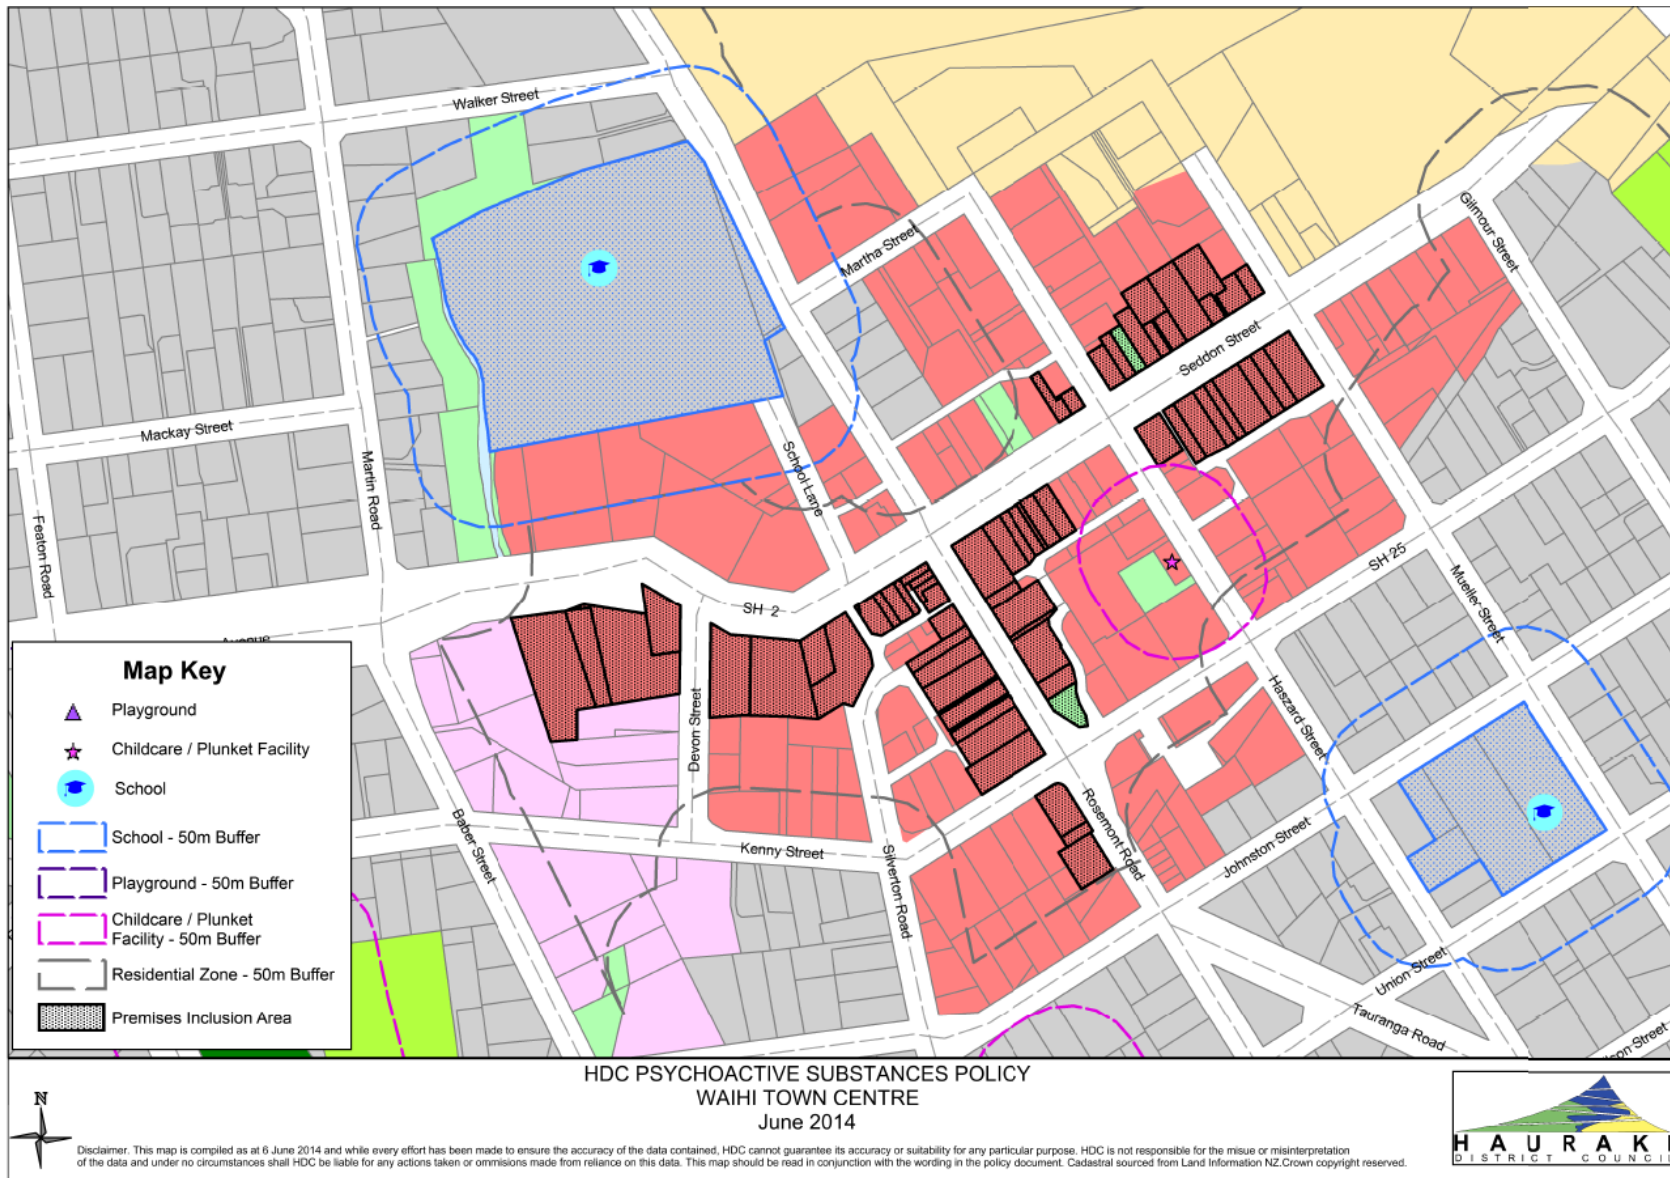 Walker Street
Martha Street
Gilmour Street
Seddon Street
Mackay Street
Martin Road
School Lane
Featon Road
SH 25
Mueller Street
SH 2
Haszard Street
Devon Street
Baber Street
Kenny Street
Silverton Road
Rosemont Road
Johnston Street
Union Street
Tauranga Road
Map Key
Playground
Childcare / Plunket Facility
School
School - 50m Buffer
Playground - 50m Buffer
Childcare / Plunket
Facility - 50m Buffer
Residential Zone - 50m Buffer
Premises Inclusion Area
HDC PSYCHOACTIVE SUBSTANCES POLICY
WAIHI TOWN CENTRE
June 2014
N
Disclaimer. This map is compiled as at 6 June 2014 and while every effort has been made to ensure the accuracy of the data contained, HDC cannot guarantee its accuracy or suitability for any particular purpose. HDC is not responsible for the misue or misinterpretation
of the data and under no circumstances shall HDC be liable for any actions taken or ommisions made from reliance on this data. This map should be read in conjunction with the wording in the policy document. Cadastral sourced from Land Information NZ.Crown copyright reserved.
HAURAKI
DISTRICT COUNCIL